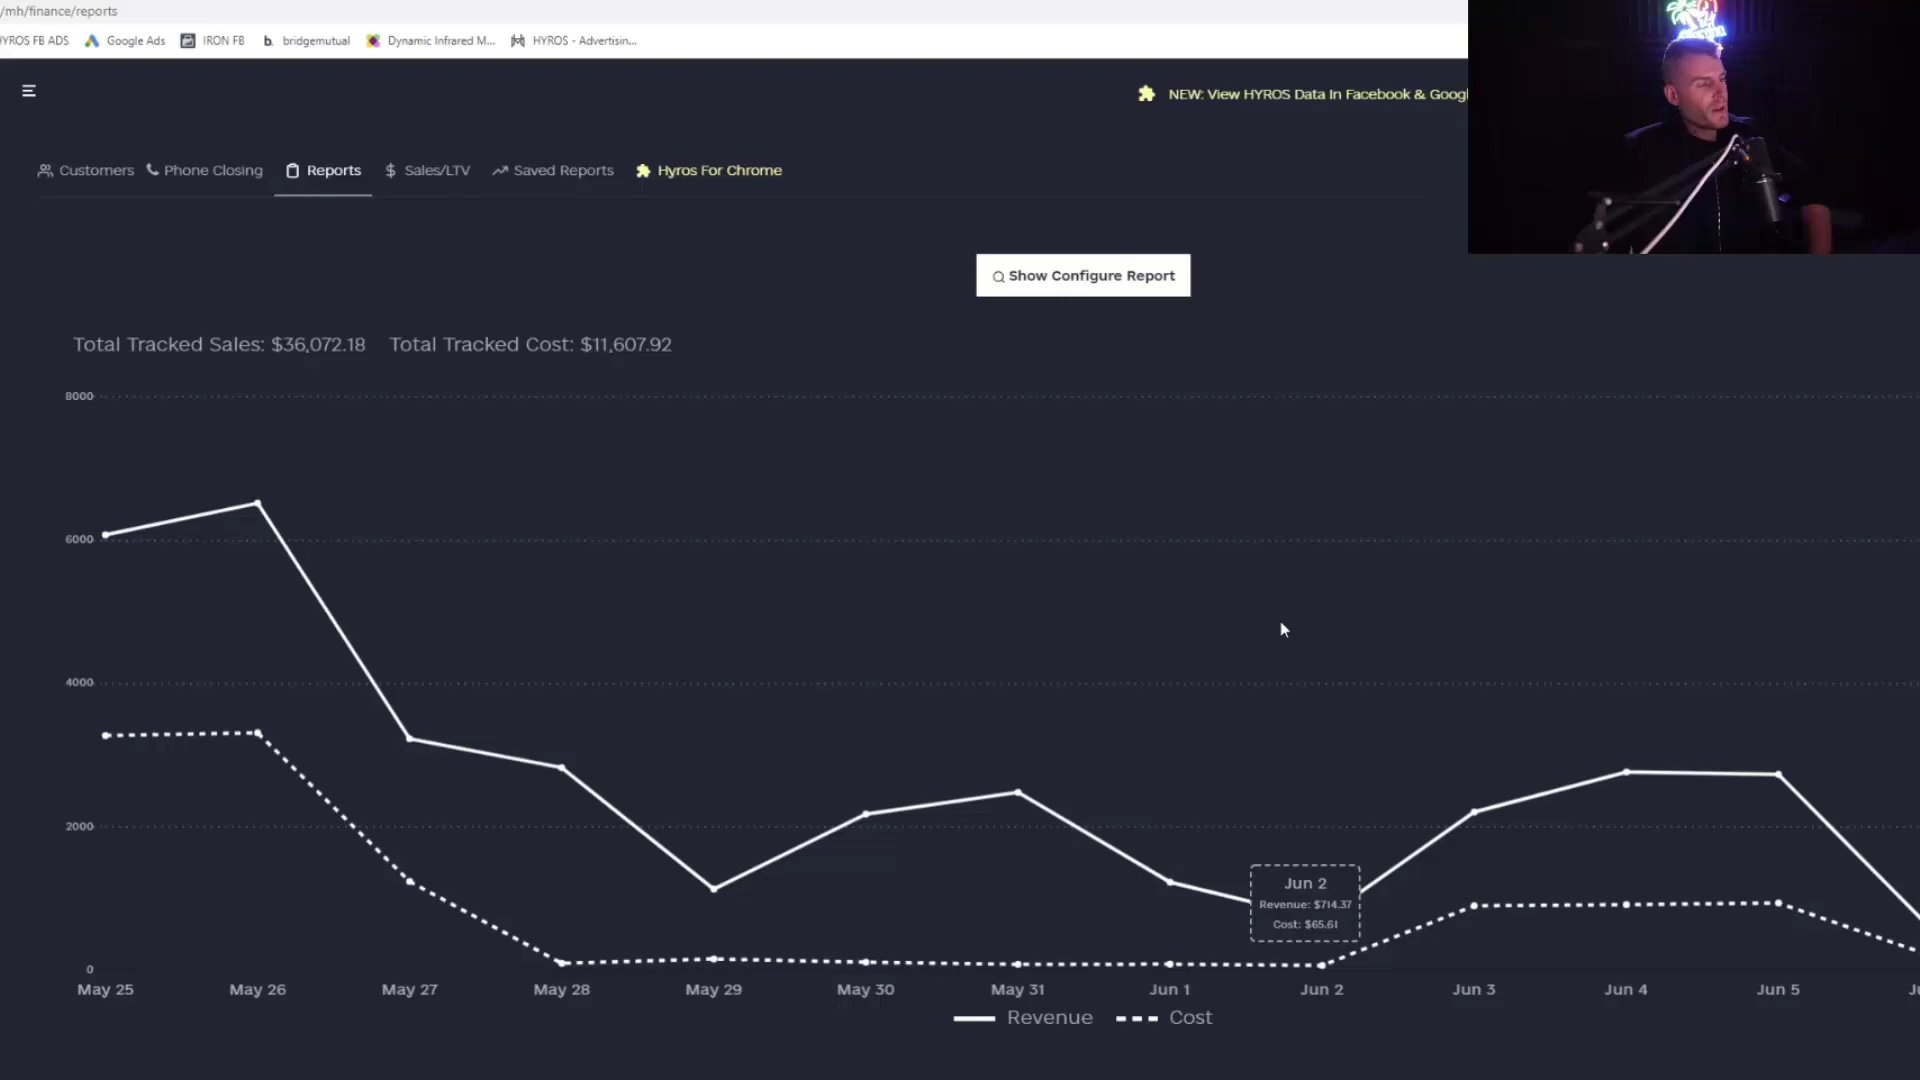 /mh/finance/reports
HYROS FB ADS Google Ads IRON FB b. bridgemutual Dynamic Infrared M... HYROS - Advertisin...
NEW: View HYROS Data In Facebook & Googl
Customers Phone Closing Reports $ Sales/LTV Saved Reports Hyros For Chrome
Show Configure Report
Total Tracked Sales: $36,072.18 Total Tracked Cost: $11,607.92
8000
6000
4000
2000
0
Jun 2
Revenue: $714.37
Cost: $65.61
May 25 May 26 May 27 May 28 May 29 May 30 May 31 Jun 1 Jun 2 Jun 3 Jun 4 Jun 5
Revenue Cost